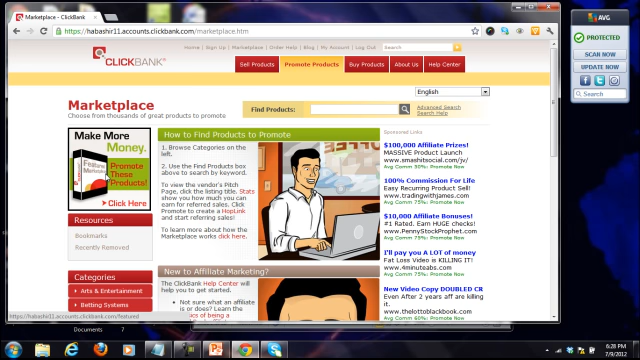 Marketplace - ClickBank
https://habashir11.accounts.clickbank.com/marketplace.htm
Home | Sign Up | Marketplace | Order Help | Blog | My Account | Log Out
Search
CLICKBANK®
Sell Products
Promote Products
Buy Products
About Us
Help Center
English
Marketplace
Choose from thousands of great products to promote
Find Products:
Advanced Search
Search Help
Make More
Money.
Promote
These
Products!
Click Here
Resources
Bookmarks
Recently Removed
Categories
Arts & Entertainment
Betting Systems
How to Find Products to Promote
1. Browse Categories on the
left.
2. Use the Find Products box
above to search by keyword.
To view the vendor's Pitch
Page, click the listing title. Stats
show you how much you can
earn for referred sales. Click
Promote to create a HopLink
and start referring sales!
To learn more about how the
Marketplace works click here.
New to Affiliate Marketing?
The ClickBank Help Center will
help you to get started.
Not sure what an affiliate
is or does? Learn the
basics of being a
Sponsored Links
$100,000 Affiliate Prizes!
MASSIVE Product Launch
www.smashitsocial.com/jv/
Avg Comm 50%: Promote Now
100% Commission For Life
Easy Recurring Product Sell!
www.tradingwithjames.com
Avg Comm 75%: Promote Now
$10,000 Affiliate Bonuses!
#1 Rated. Earn HUGE checks!
www.PennyStockProphet.com
Avg Comm 75%: Promote Now
I'll pay you A LOT of money
Fat Loss Video is KILLING IT!
www.4minuteabs.com
Avg Comm 75%: Promote Now
New Video Copy DOUBLED CR
Even After 2 years aff are killing
it.
www.thelottoblackbook.com
Avg Comm 60%: Promote Now
https://habashir11.accounts.clickbank.com/featured
AVG
PROTECTED
SCAN NOW
UPDATE NOW
Search
Documents
7
6:28 PM
7/9/2012